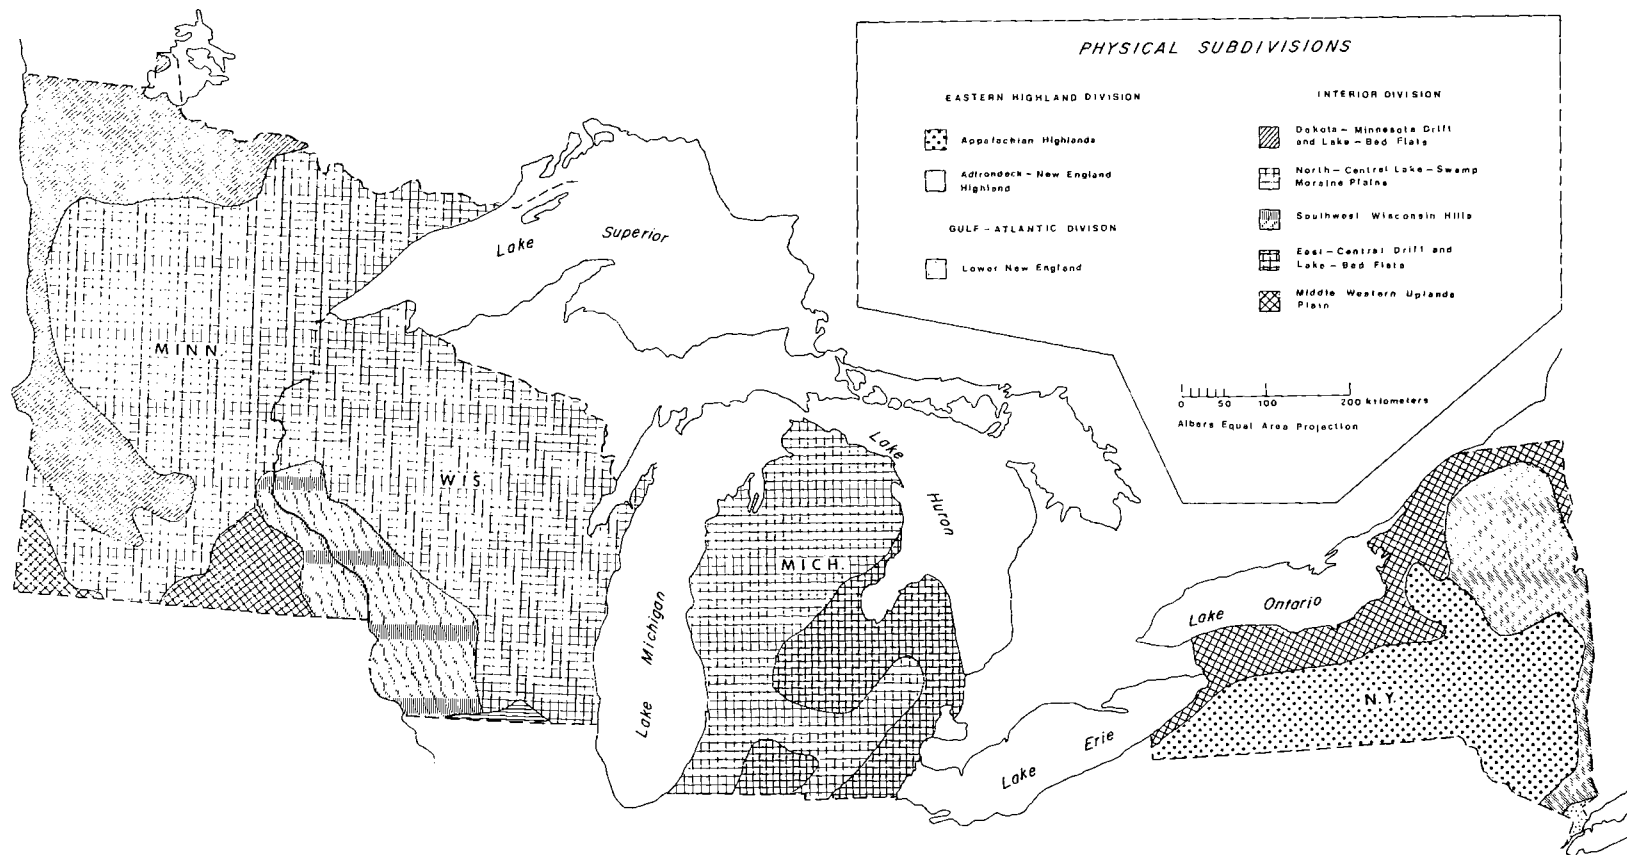 PHYSICAL SUBDIVISIONS
EASTERN HIGHLAND DIVISION
Appalachian Highlands
Adirondack – New England
Highland
GULF – ATLANTIC DIVISON
Lower New England
INTERIOR DIVISION
Dakota – Minnesota Drift
and Lake – Bed Flats
North – Central Lake – Swamp
Moraine Plains
Southwest Wisconsin Hills
East – Central Drift and
Lake – Bed Flats
Middle Western Uplands
Plain
0 50 100 200 kilometers
Albers Equal Area Projection
Lake Superior
MINN.
WIS
Lake Huron
MICH.
Lake Michigan
Lake Ontario
Lake Erie
N.Y.